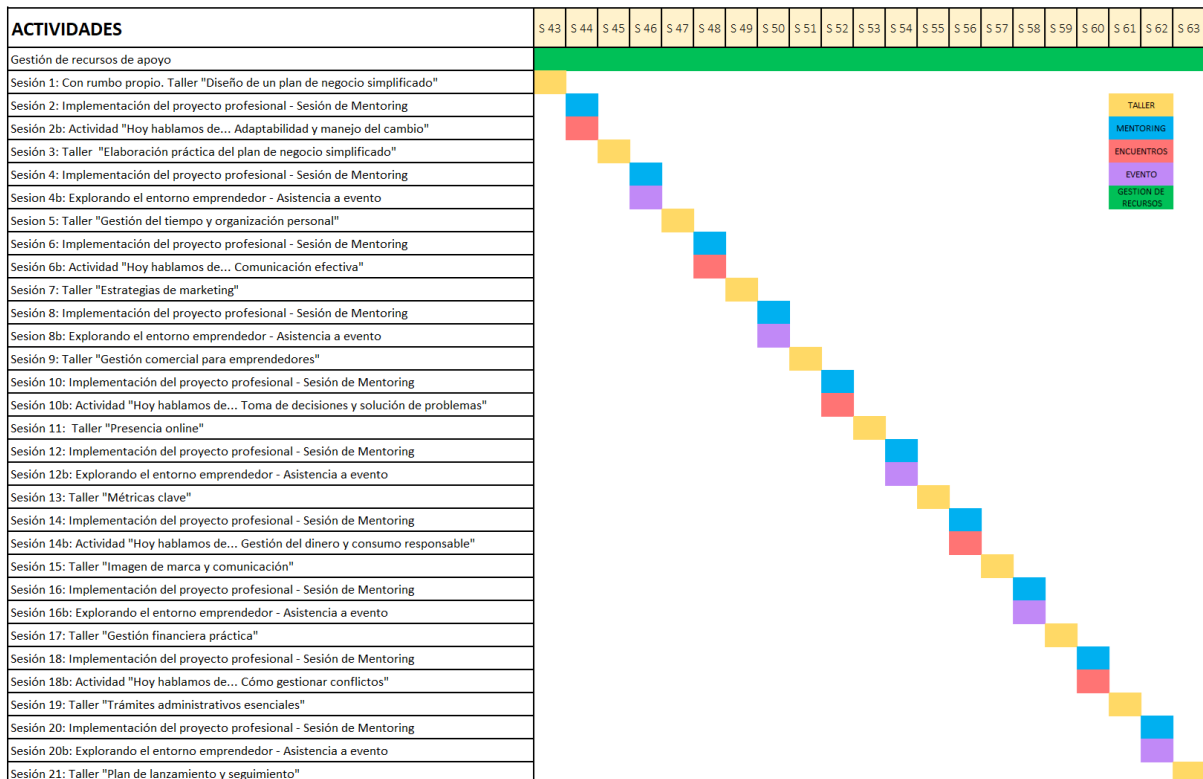 ACTIVIDADES S 43 S 44 S 45 S 46 S 47 S 48 S 49 S 50 S 51 S 52 S 53 S 54 S 55 S 56 S 57 S 58 S 59 S 60 S 61 S 62 S 63
Gestión de recursos de apoyo
Sesión 1: Con rumbo propio. Taller "Diseño de un plan de negocio simplificado"
Sesión 2: Implementación del proyecto profesional - Sesión de Mentoring
Sesión 2b: Actividad "Hoy hablamos de... Adaptabilidad y manejo del cambio"
Sesión 3: Taller "Elaboración práctica del plan de negocio simplificado"
Sesión 4: Implementación del proyecto profesional - Sesión de Mentoring
Sesión 4b: Explorando el entorno emprendedor - Asistencia a evento
Sesion 5: Taller "Gestión del tiempo y organización personal"
Sesión 6: Implementación del proyecto profesional - Sesión de Mentoring
Sesión 6b: Actividad "Hoy hablamos de... Comunicación efectiva"
Sesión 7: Taller "Estrategias de marketing"
Sesión 8: Implementación del proyecto profesional - Sesión de Mentoring
Sesion 8b: Explorando el entorno emprendedor - Asistencia a evento
Sesión 9: Taller "Gestión comercial para emprendedores"
Sesión 10: Implementación del proyecto profesional - Sesión de Mentoring
Sesión 10b: Actividad "Hoy hablamos de... Toma de decisiones y solución de problemas"
Sesión 11: Taller "Presencia online"
Sesión 12: Implementación del proyecto profesional - Sesión de Mentoring
Sesión 12b: Explorando el entorno emprendedor - Asistencia a evento
Sesión 13: Taller "Métricas clave"
Sesión 14: Implementación del proyecto profesional - Sesión de Mentoring
Sesión 14b: Actividad "Hoy hablamos de... Gestión del dinero y consumo responsable"
Sesión 15: Taller "Imagen de marca y comunicación"
Sesión 16: Implementación del proyecto profesional - Sesión de Mentoring
Sesión 16b: Explorando el entorno emprendedor - Asistencia a evento
Sesión 17: Taller "Gestión financiera práctica"
Sesión 18: Implementación del proyecto profesional - Sesión de Mentoring
Sesión 18b: Actividad "Hoy hablamos de... Cómo gestionar conflictos"
Sesión 19: Taller "Trámites administrativos esenciales"
Sesión 20: Implementación del proyecto profesional - Sesión de Mentoring
Sesión 20b: Explorando el entorno emprendedor - Asistencia a evento
Sesión 21: Taller "Plan de lanzamiento y seguimiento"
TALLER
MENTORING
ENCUENTROS
EVENTO
GESTION DE
RECURSOS